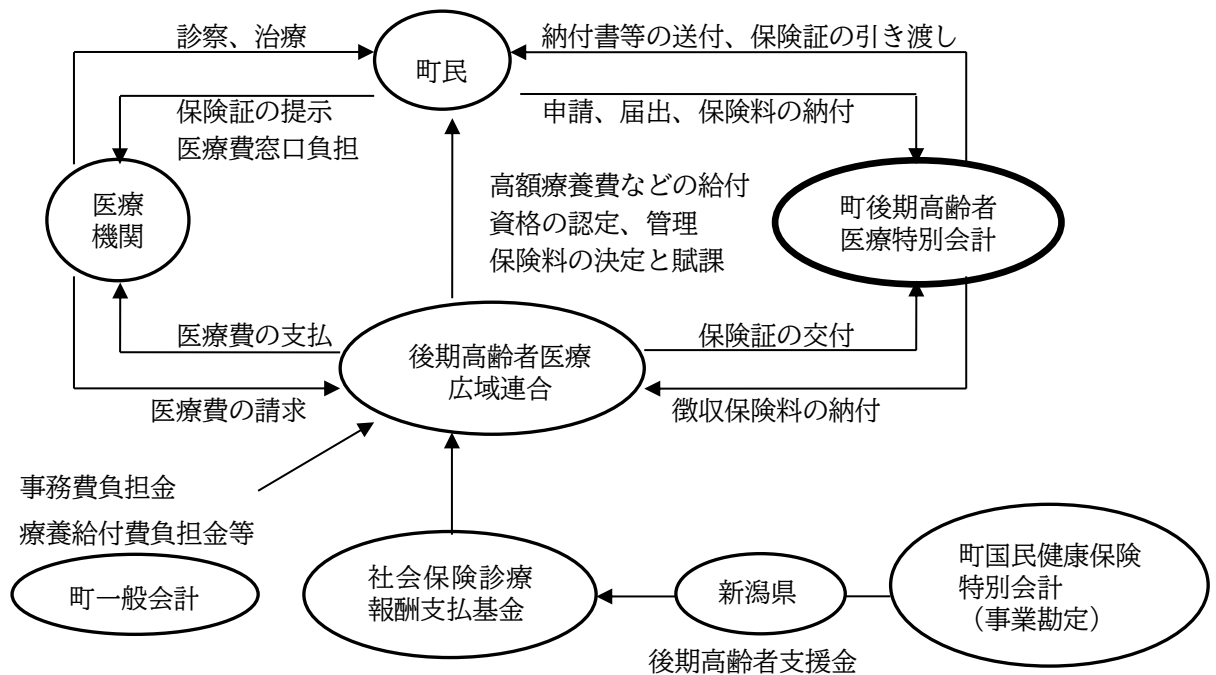 診察、治療
町民
納付書等の送付、保険証の引き渡し
保険証の提示
医療費窓口負担
申請、届出、保険料の納付
医療
機関
高額療養費などの給付
資格の認定、管理
保険料の決定と賦課
町後期高齢者
医療特別会計
医療費の支払
後期高齢者医療
広域連合
保険証の交付
医療費の請求
徴収保険料の納付
事務費負担金
療養給付費負担金等
町一般会計
社会保険診療
報酬支払基金
新潟県
町国民健康保険
特別会計
（事業勘定）
後期高齢者支援金